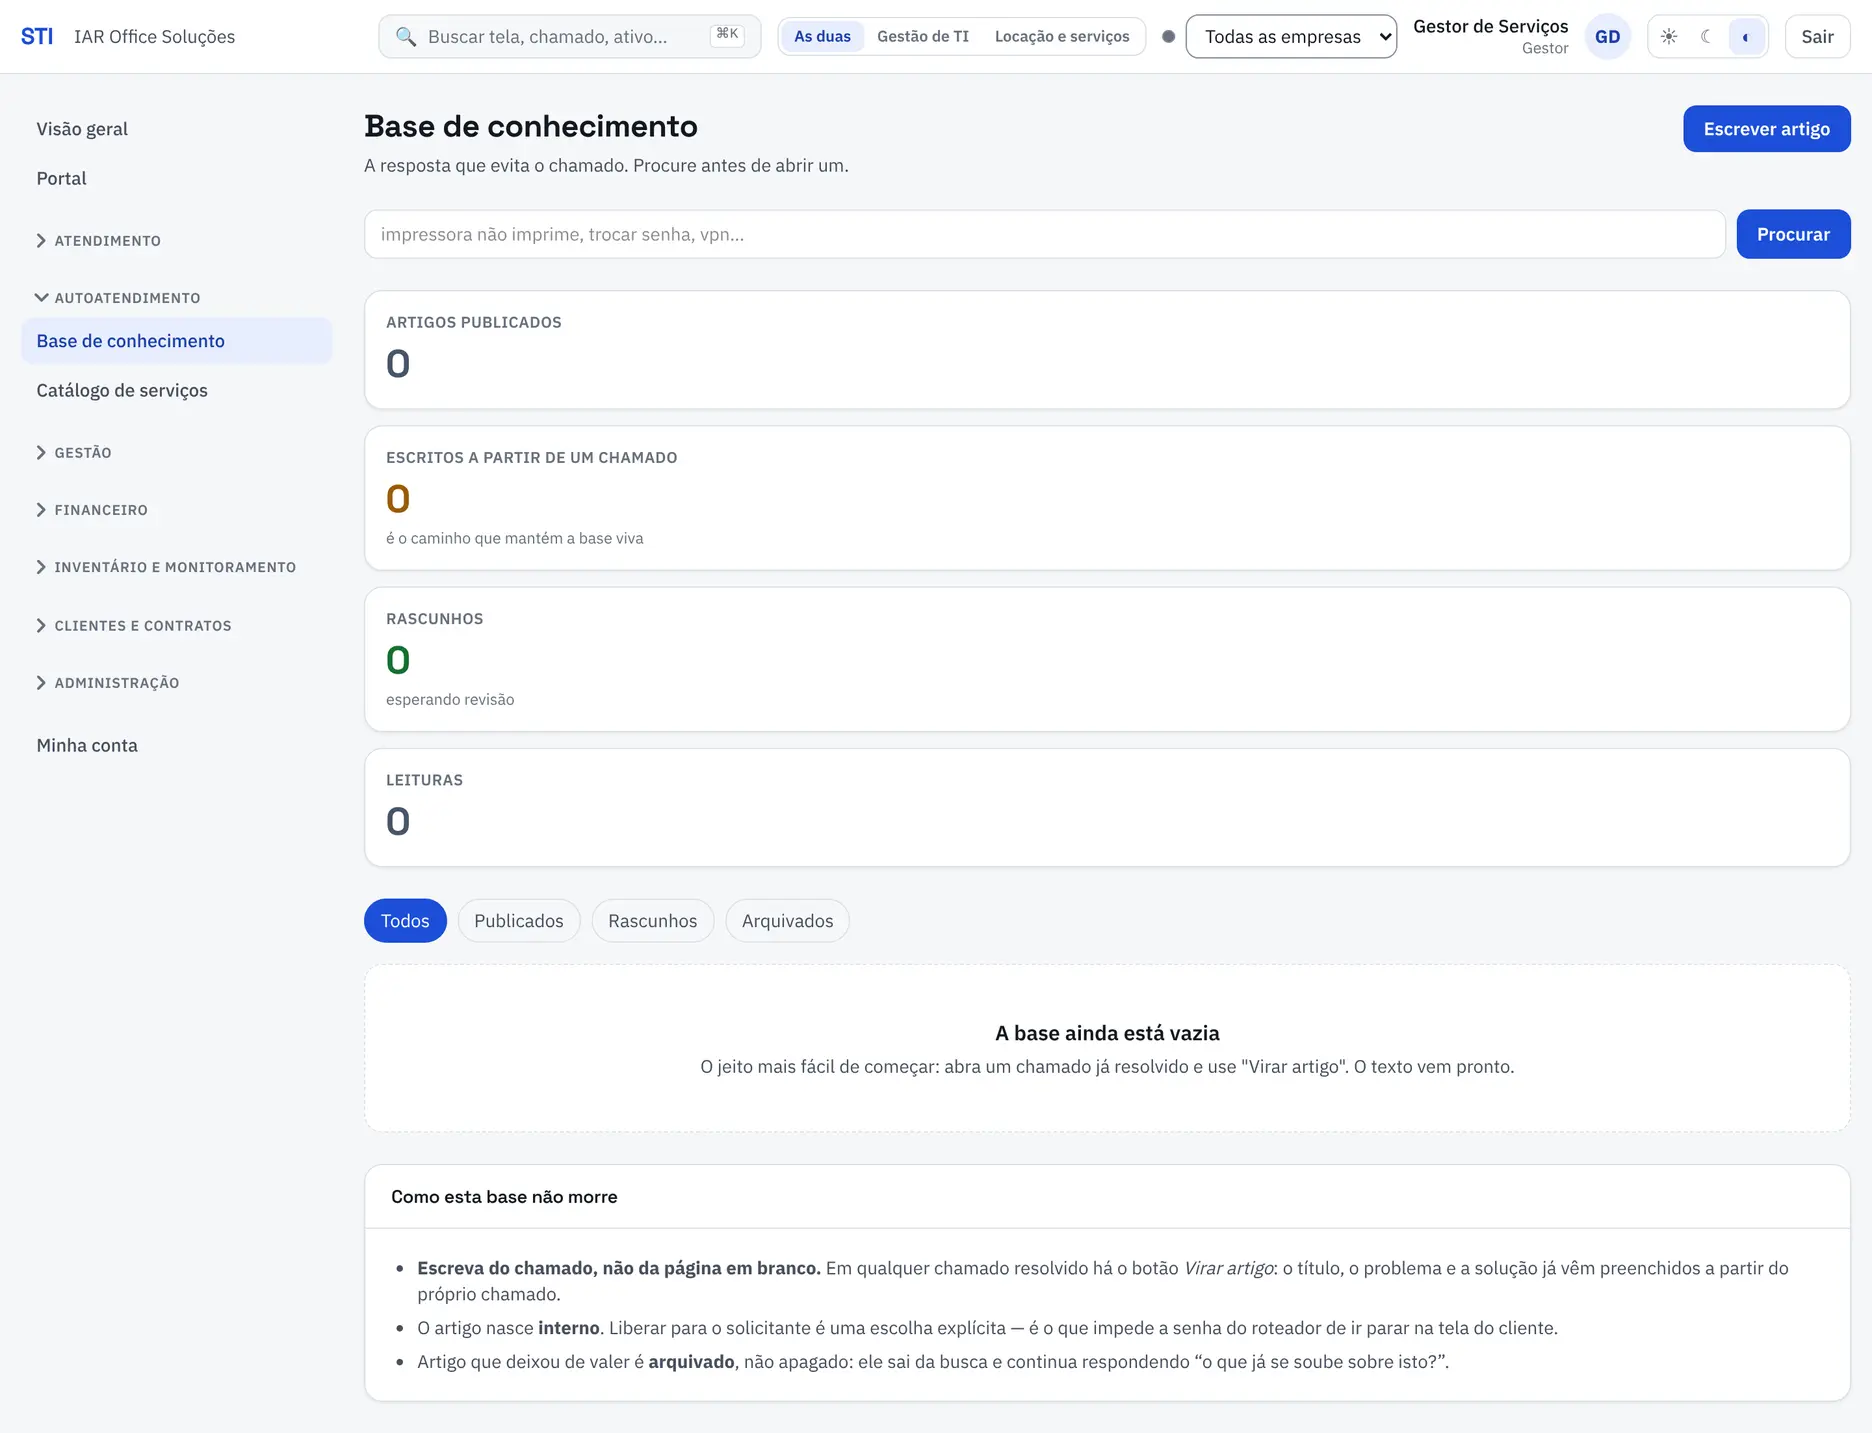 STI IAR Office Soluções
Buscar tela, chamado, ativo... ⌘K
As duas Gestão de TI Locação e serviços
Todas as empresas
Gestor de Serviços
Gestor
GD
Sair
Visão geral
Portal
ATENDIMENTO
AUTOATENDIMENTO
Base de conhecimento
Catálogo de serviços
GESTÃO
FINANCEIRO
INVENTÁRIO E MONITORAMENTO
CLIENTES E CONTRATOS
ADMINISTRAÇÃO
Minha conta
Base de conhecimento
A resposta que evita o chamado. Procure antes de abrir um.
Escrever artigo
impressora não imprime, trocar senha, vpn...
Procurar
ARTIGOS PUBLICADOS
0
ESCRITOS A PARTIR DE UM CHAMADO
0
é o caminho que mantém a base viva
RASCUNHOS
0
esperando revisão
LEITURAS
0
Todos Publicados Rascunhos Arquivados
A base ainda está vazia
O jeito mais fácil de começar: abra um chamado já resolvido e use "Virar artigo". O texto vem pronto.
Como esta base não morre
• Escreva do chamado, não da página em branco. Em qualquer chamado resolvido há o botão Virar artigo: o título, o problema e a solução já vêm preenchidos a partir do
próprio chamado.
• O artigo nasce interno. Liberar para o solicitante é uma escolha explícita — é o que impede a senha do roteador de ir parar na tela do cliente.
• Artigo que deixou de valer é arquivado, não apagado: ele sai da busca e continua respondendo “o que já se soube sobre isto?”.